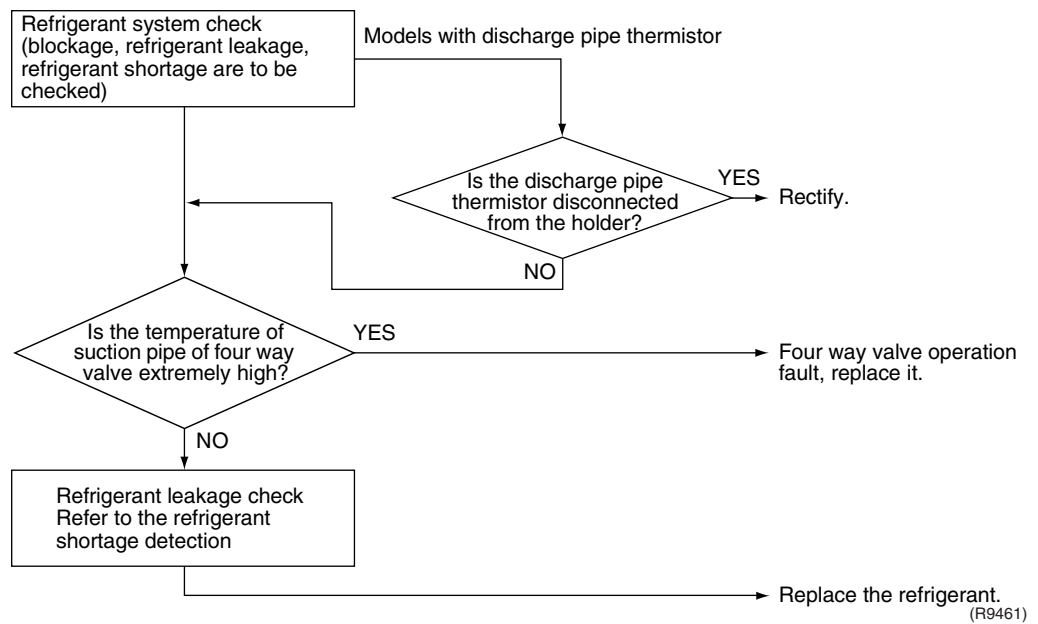 Refrigerant system check
(blockage, refrigerant leakage,
refrigerant shortage are to be
checked)
Models with discharge pipe thermistor
Is the discharge pipe
thermistor disconnected
from the holder?
YES
Rectify.
NO
Is the temperature of
suction pipe of four way
valve extremely high?
YES
Four way valve operation
fault, replace it.
NO
Refrigerant leakage check
Refer to the refrigerant
shortage detection
Replace the refrigerant.
(R9461)